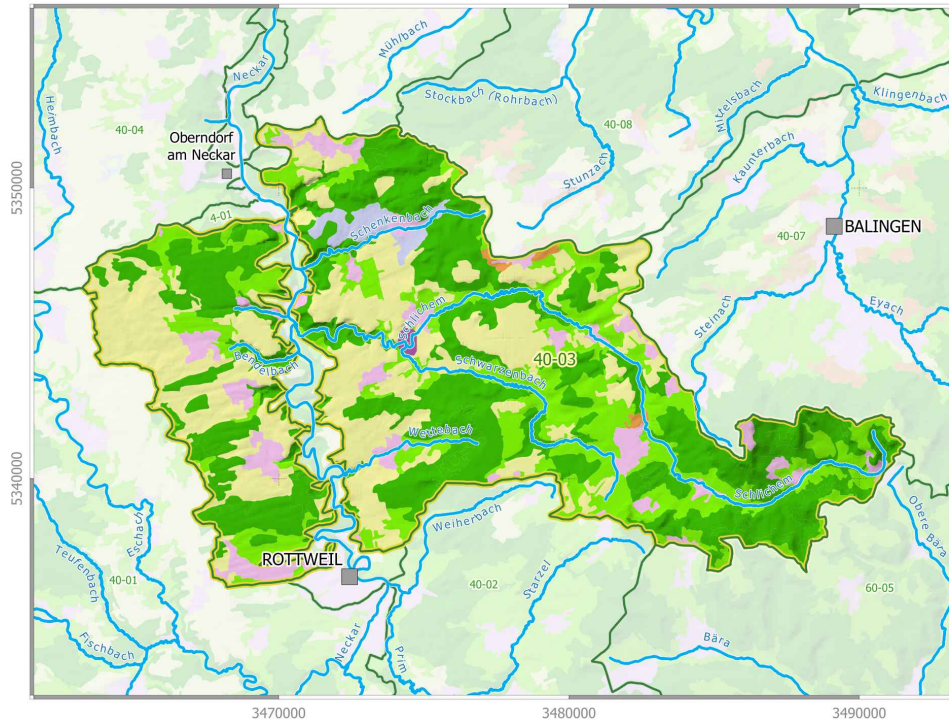 Neckar
Mühlbach
Heimbach
Stockbach (Rohrbach)
Mittelsbach
Klingenbach
40-04
Oberndorf
am Neckar
40-08
Kaunterbach
Stunzach
5350000
4-01
Schenkenbach
BALINGEN
40-07
Schlichem
Steinach
Eyach
Bendelbach
Schwarzenbach
40-03
Wettebach
5340000
Schlichem
Weiherbach
Obere Bära
Eschach
Teufenbach
ROTTWEIL
40-01
40-02
Starzel
60-05
Fischbach
Neckar
Prim
Bära
3470000
3480000
3490000